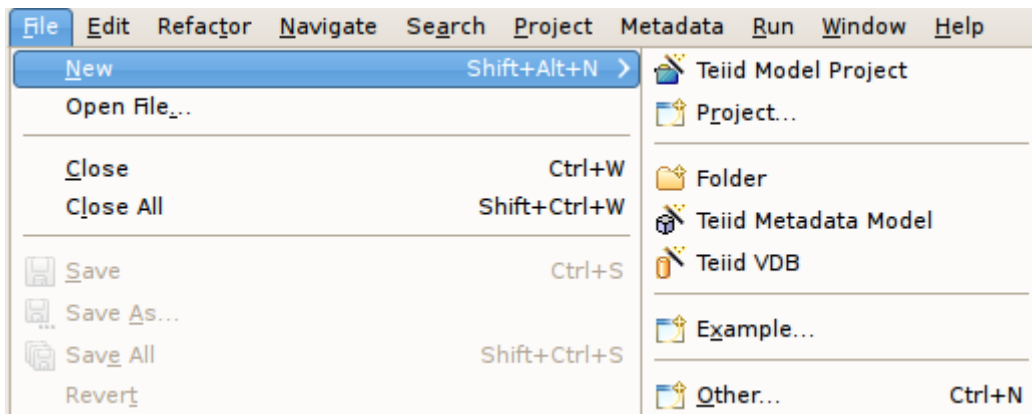 File Edit Refactor Navigate Search Project Metadata Run Window Help
New Shift+Alt+N
Open File...
Close Ctrl+W
Close All Shift+Ctrl+W
Save Ctrl+S
Save As...
Save All Shift+Ctrl+S
Revert
Teiid Model Project
Project...
Folder
Teiid Metadata Model
Teiid VDB
Example...
Other... Ctrl+N